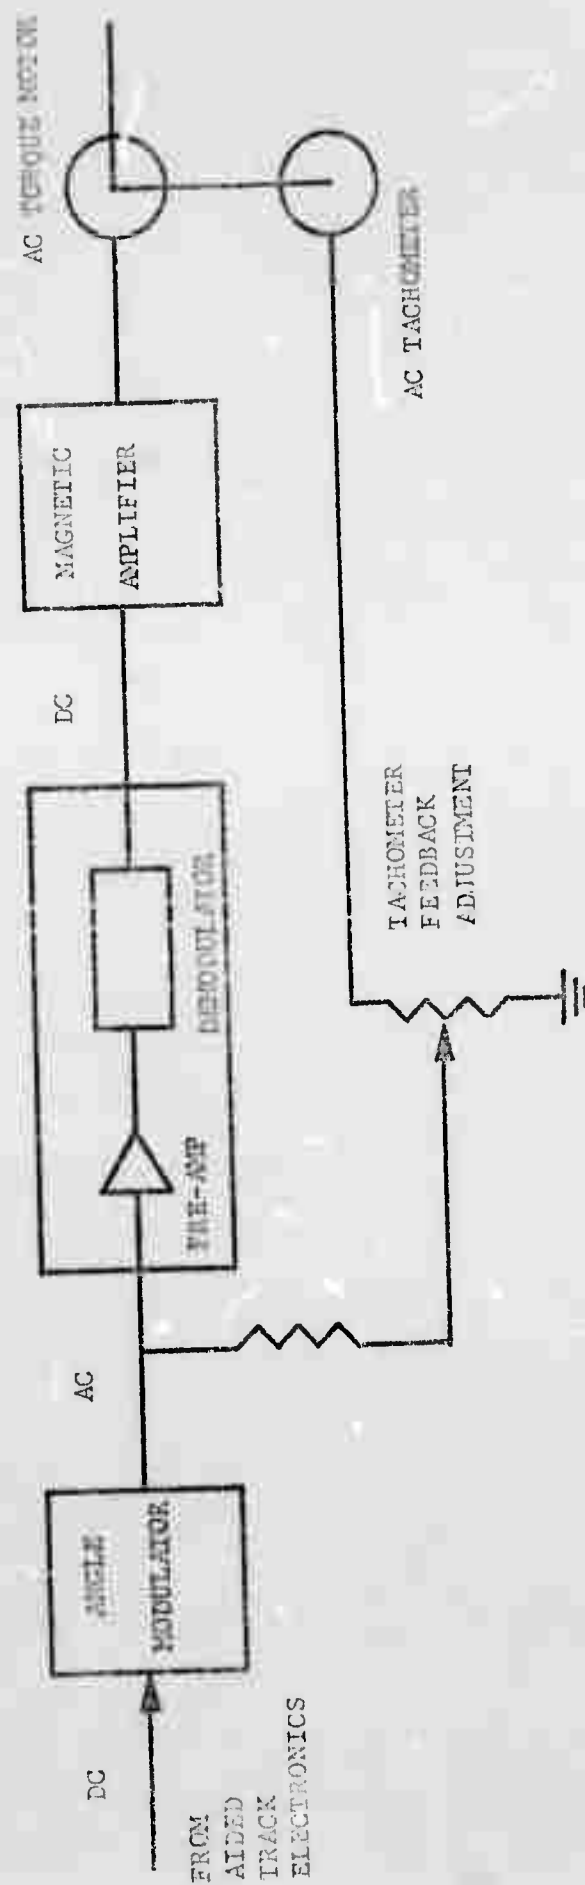 DC
FROM
AIDED
TRACK
ELECTRONICS
ANGLE
MODULATOR
AC
PRE-AMP
DEMODULATOR
DC
MAGNETIC
AMPLIFIER
AC TORQUE MOTOR
AC TACHOMETER
TACHOMETER
FEEDBACK
ADJUSTMENT